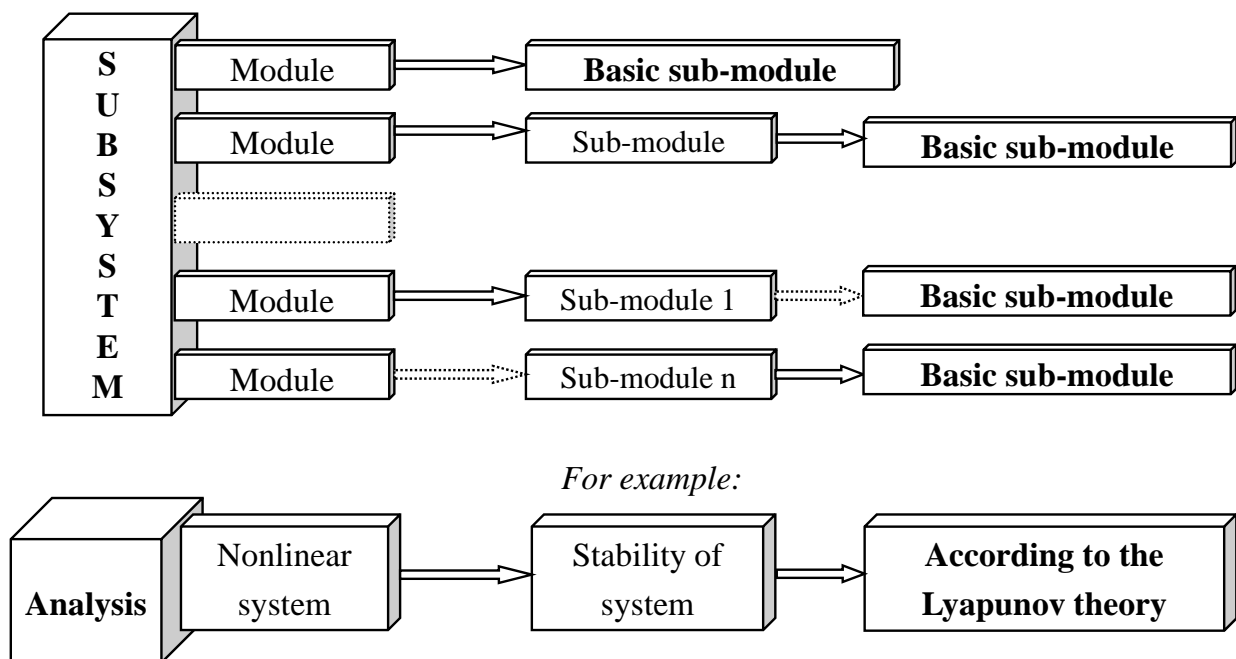 S
U
B
S
Y
S
T
E
M
Module
Basic sub-module
Module
Sub-module
Basic sub-module
Module
Sub-module 1
Basic sub-module
Module
Sub-module n
Basic sub-module
For example:
Analysis
Nonlinear
system
Stability of
system
According to the
Lyapunov theory